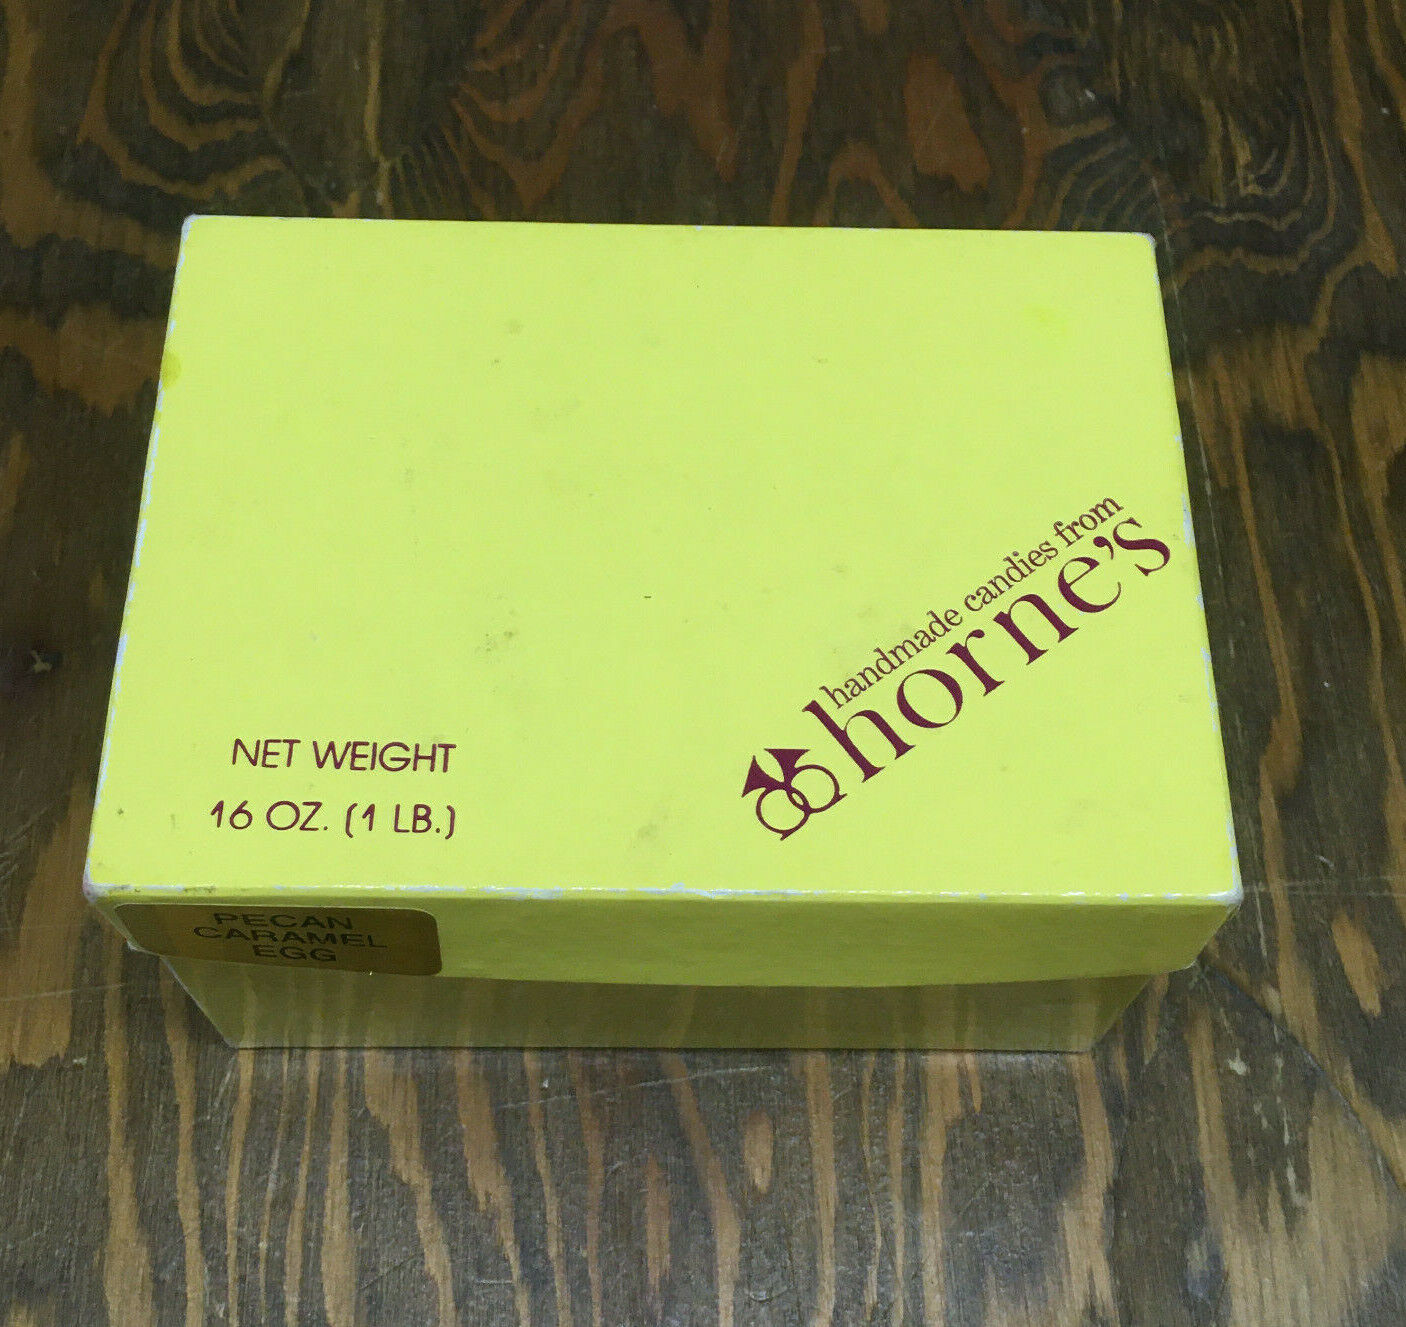 handmade candies from
horne's
NET WEIGHT
16 OZ. (1 LB.)
PECAN
CARAMEL
EGG